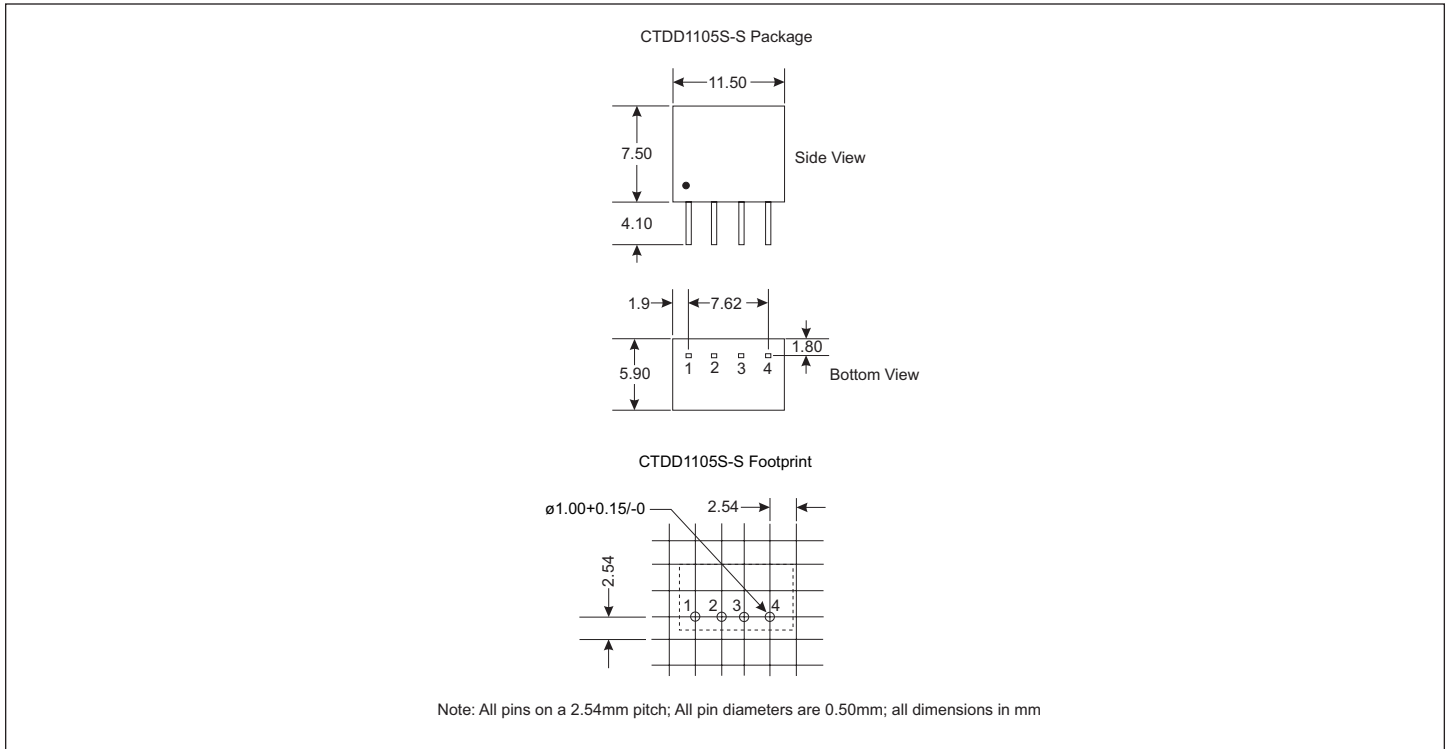 CTDD1105S-S Package
11.50
7.50
Side View
4.10
1.9
7.62
1.80
1 2 3 4
5.90
Bottom View
CTDD1105S-S Footprint
ø1.00+0.15/-0
2.54
2.54
1 2 3 4
Note: All pins on a 2.54mm pitch; All pin diameters are 0.50mm; all dimensions in mm